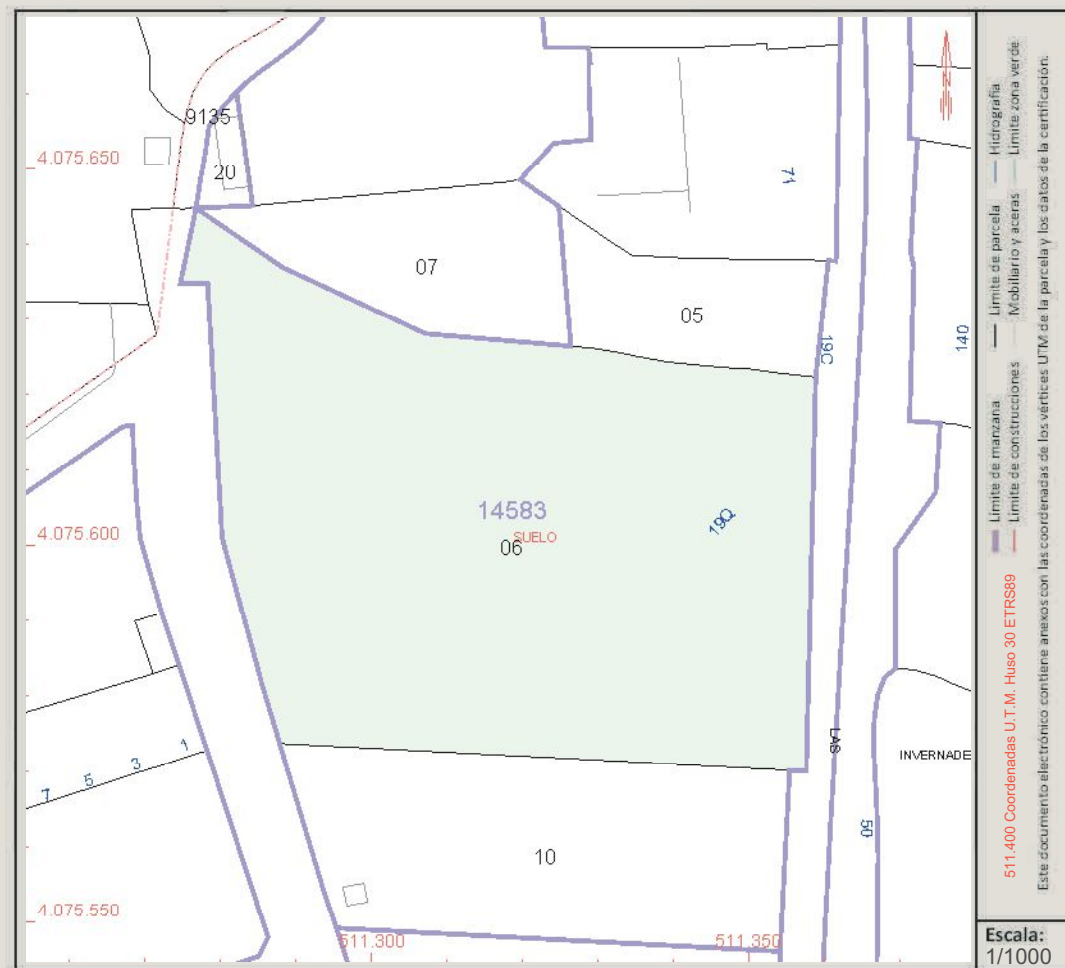 9135
20
4.075.650
71
N
07
05
19C
140
14583
SUELO
06
19Q
4.075.600
LAS
INVERNADE
1
3
5
7
50
10
4.075.550
511.300
511.350
511.400 Coordenadas U.T.M. Huso 30 ETRS89
Límite de manzana
Límite de parcela
Hidrografía
Límite de construcciones
Mobiliario y aceras
Límite zona verde
Este documento electrónico contiene anexos con las coordenadas de los vértices UTM de la parcela y los datos de la certificación.
Escala:
1/1000